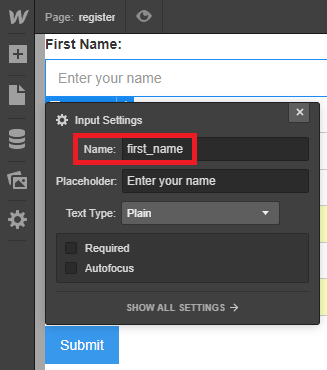 Page: register
First Name:
Enter your name
Input Settings
Name: first_name
Placeholder: Enter your name
Text Type: Plain
Required
Autofocus
SHOW ALL SETTINGS
Submit